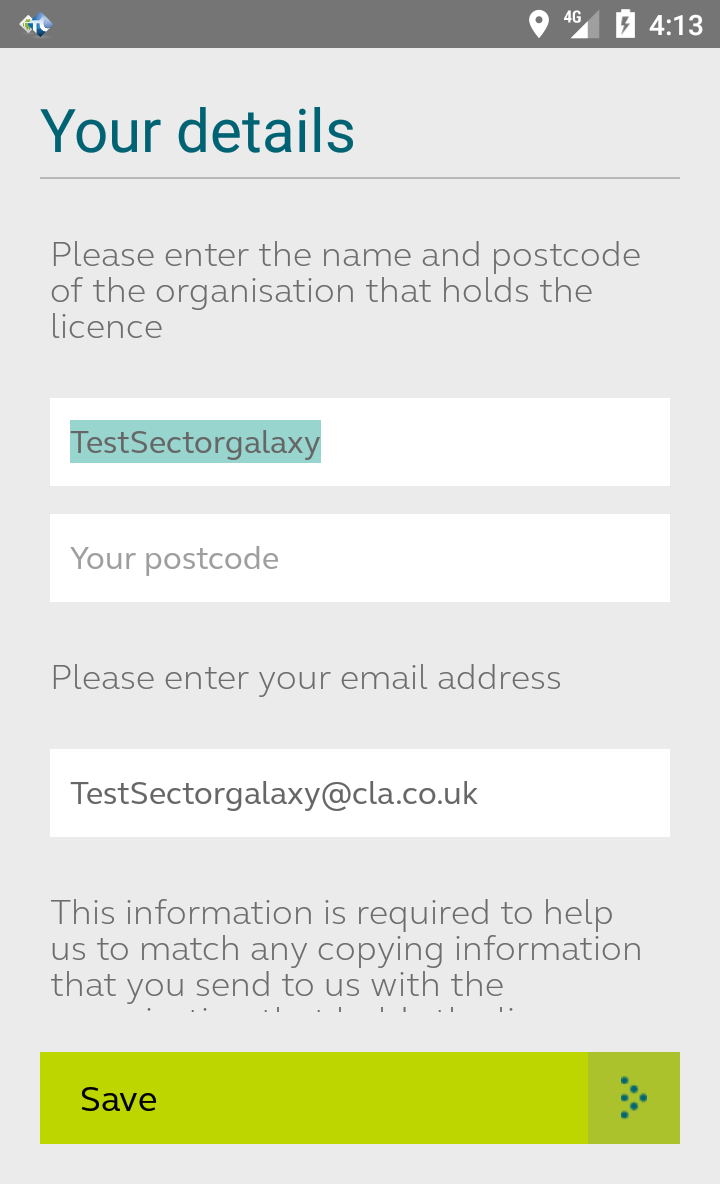 4G 4:13
Your details
Please enter the name and postcode
of the organisation that holds the
licence
TestSectorgalaxy
Your postcode
Please enter your email address
TestSectorgalaxy@cla.co.uk
This information is required to help
us to match any copying information
that you send to us with the
Save